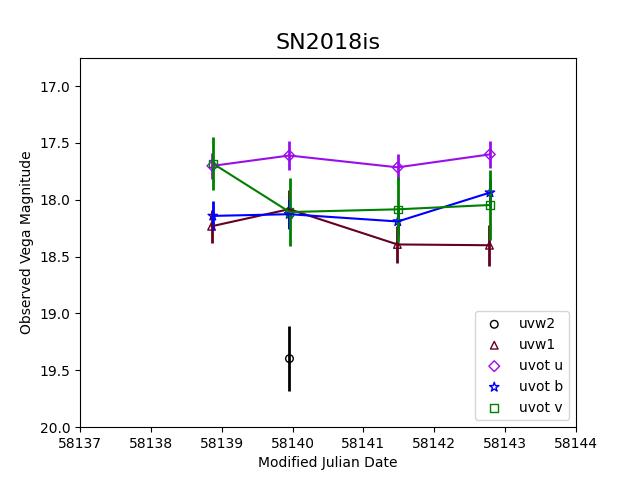 SN2018is
17.0
17.5
18.0
18.5
19.0
19.5
20.0
Observed Vega Magnitude
uvw2
uvw1
uvot u
uvot b
uvot v
58137 58138 58139 58140 58141 58142 58143 58144
Modified Julian Date